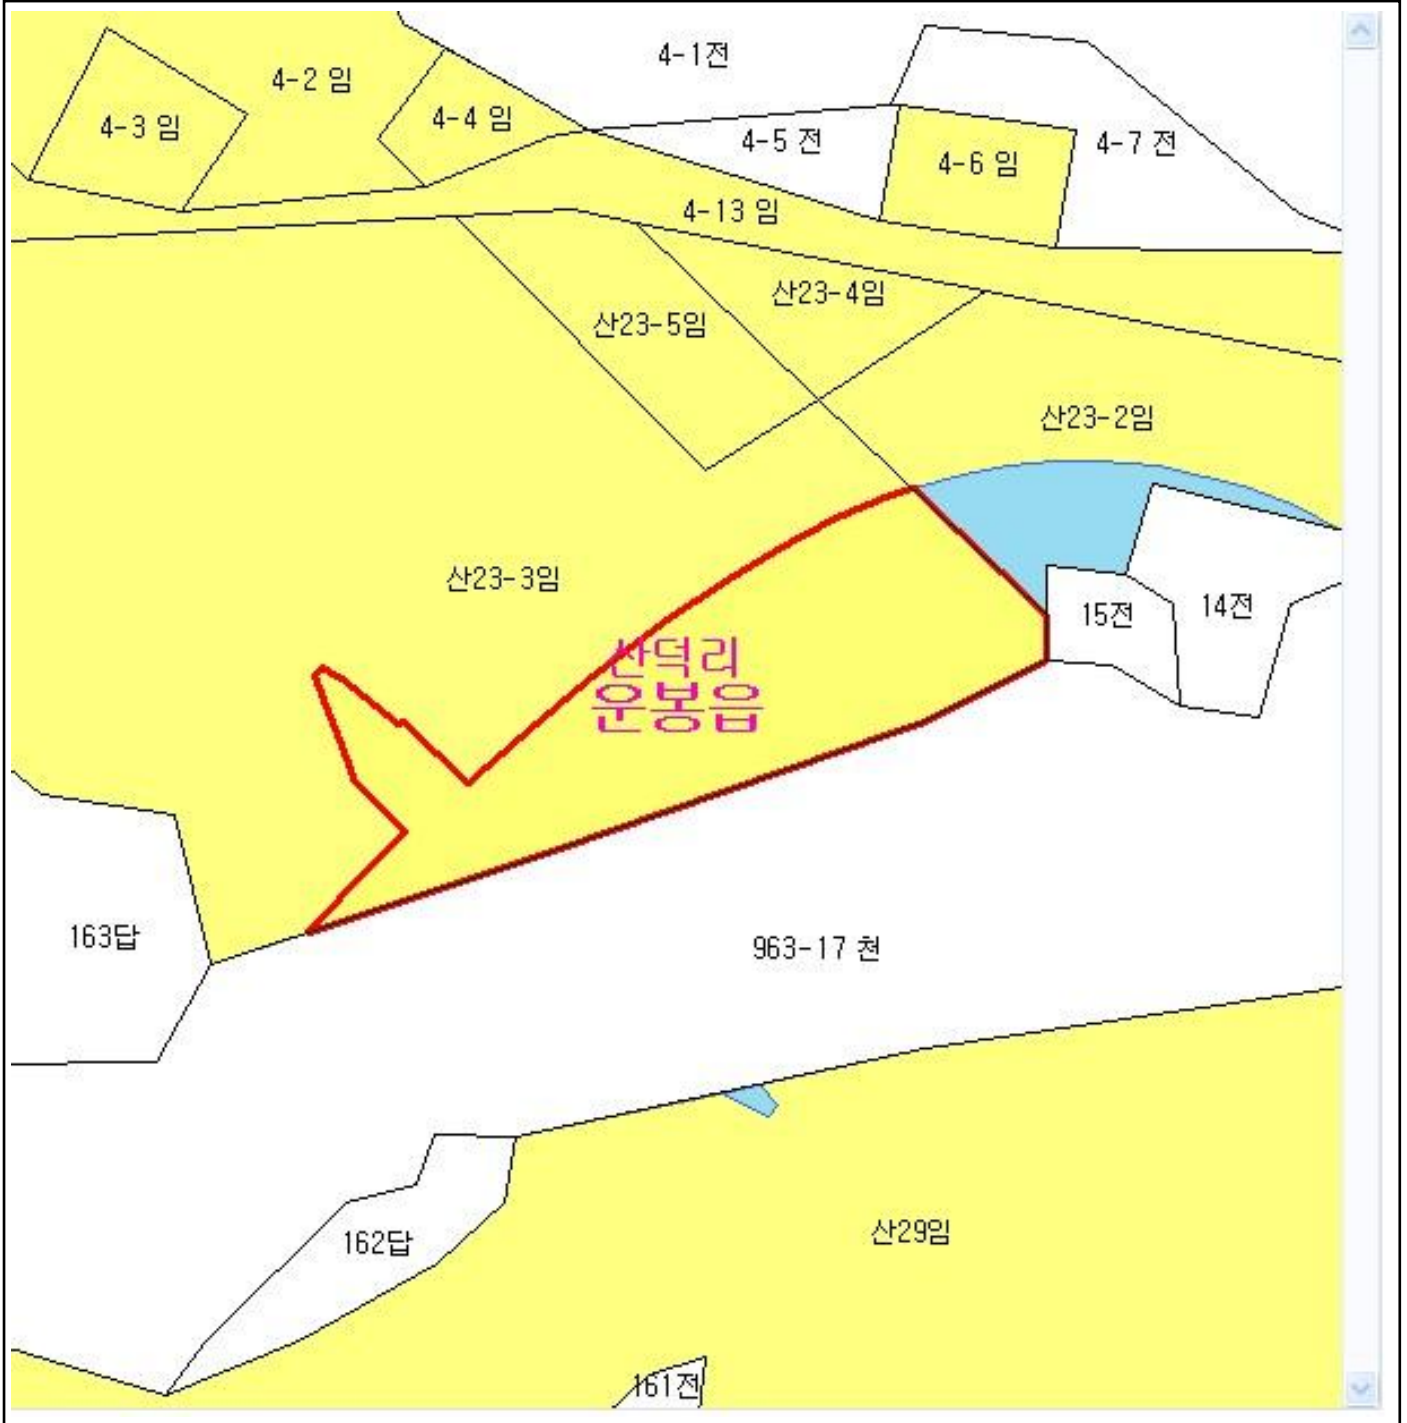 4-1전
4-2 임
4-3 임
4-4 임
4-5 전
4-6 임
4-7 전
4-13 임
산23-4임
산23-5임
산23-2임
산23-3임
15전
14전
산덕리
운봉읍
163답
963-17 천
162답
산29임
161전